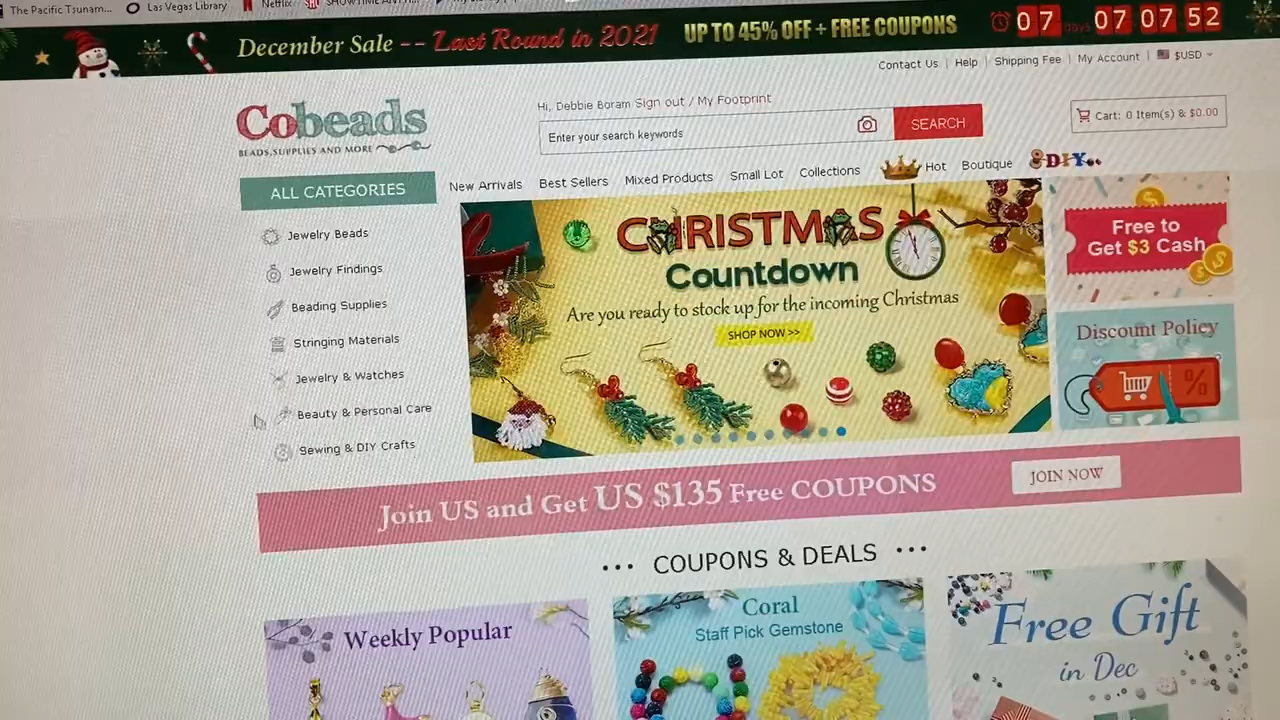 The Pacific Tsunam...
Las Vegas Library
Netflix
December Sale -- Last Round in 2021
UP TO 45% OFF + FREE COUPONS
07 days 07 07 52
Contact Us | Help | Shipping Fee | My Account | $USD
Cobeads
BEADS, SUPPLIES AND MORE
Hi, Debbie Boram Sign out / My Footprint
Enter your search keywords
SEARCH
Cart: 0 Item(s) & $0.00
ALL CATEGORIES
New Arrivals
Best Sellers
Mixed Products
Small Lot
Collections
Hot
Boutique
DIY
Jewelry Beads
Jewelry Findings
Beading Supplies
Stringing Materials
Jewelry & Watches
Beauty & Personal Care
Sewing & DIY Crafts
CHRISTMAS
Countdown
Are you ready to stock up for the incoming Christmas
SHOP NOW >>
Free to
Get $3 Cash
Discount Policy
%
Join US and Get US $135 Free COUPONS
JOIN NOW
••• COUPONS & DEALS •••
Weekly Popular
Coral
Staff Pick Gemstone
Free Gift
in Dec